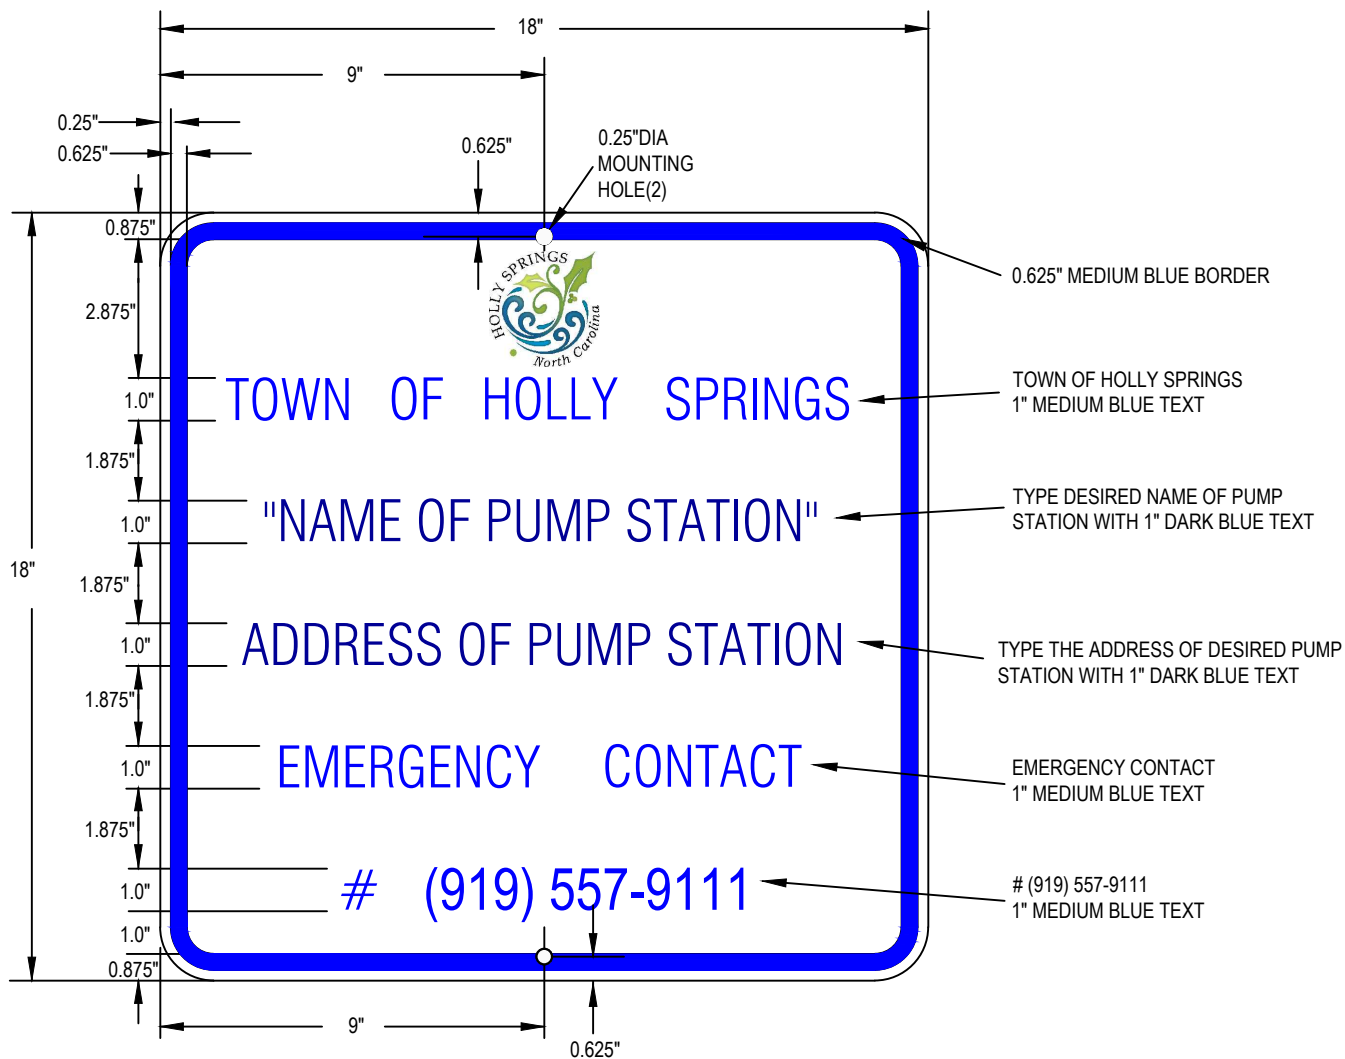 18"
9"
0.25"
0.625"
0.625"
0.25"DIA
MOUNTING
HOLE(2)
0.875"
HOLLY SPRINGS
North Carolina
0.625" MEDIUM BLUE BORDER
2.875"
TOWN OF HOLLY SPRINGS
1.0"
TOWN OF HOLLY SPRINGS
1" MEDIUM BLUE TEXT
1.875"
"NAME OF PUMP STATION"
1.0"
TYPE DESIRED NAME OF PUMP
STATION WITH 1" DARK BLUE TEXT
18"
1.875"
ADDRESS OF PUMP STATION
1.0"
TYPE THE ADDRESS OF DESIRED PUMP
STATION WITH 1" DARK BLUE TEXT
1.875"
EMERGENCY CONTACT
1.0"
EMERGENCY CONTACT
1" MEDIUM BLUE TEXT
1.875"
# (919) 557-9111
1.0"
# (919) 557-9111
1" MEDIUM BLUE TEXT
1.0"
0.875"
9"
0.625"